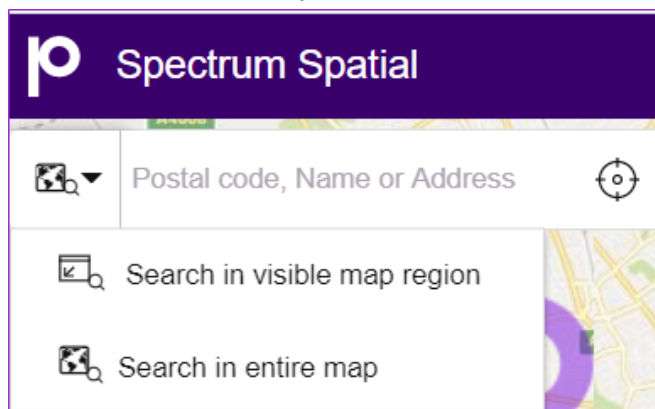 p Spectrum Spatial
Postal code, Name or Address
Search in visible map region
Search in entire map